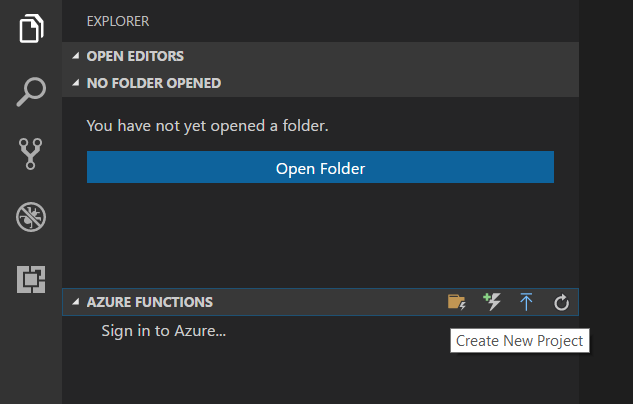 EXPLORER
OPEN EDITORS
NO FOLDER OPENED
You have not yet opened a folder.
Open Folder
AZURE FUNCTIONS
Sign in to Azure...
Create New Project